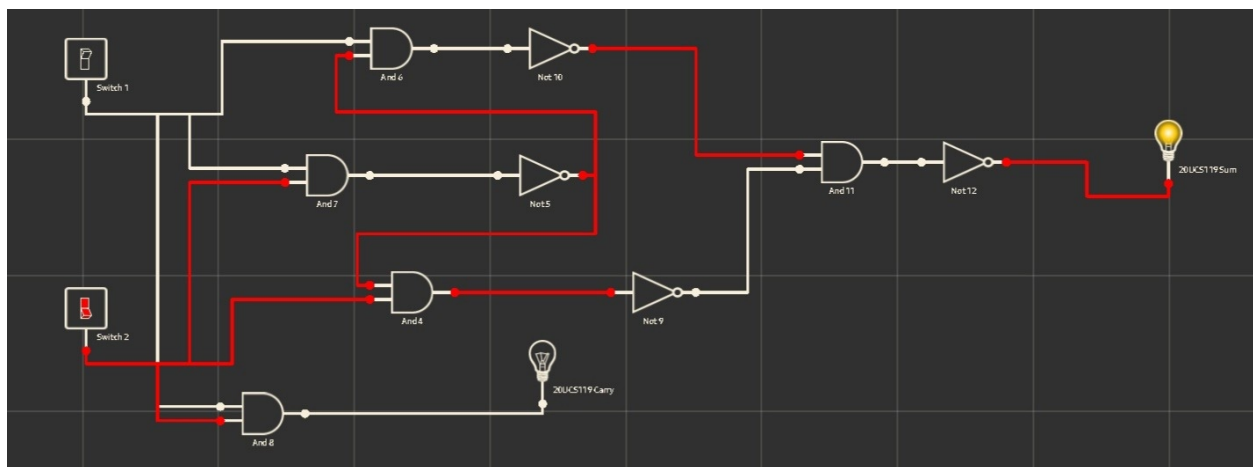 And 6
Not 10
Switch 1
And 7
Not 5
And 11
Not 12
20UCS119 Sum
And 4
Not 9
Switch 2
20UCS119 Carry
And 8